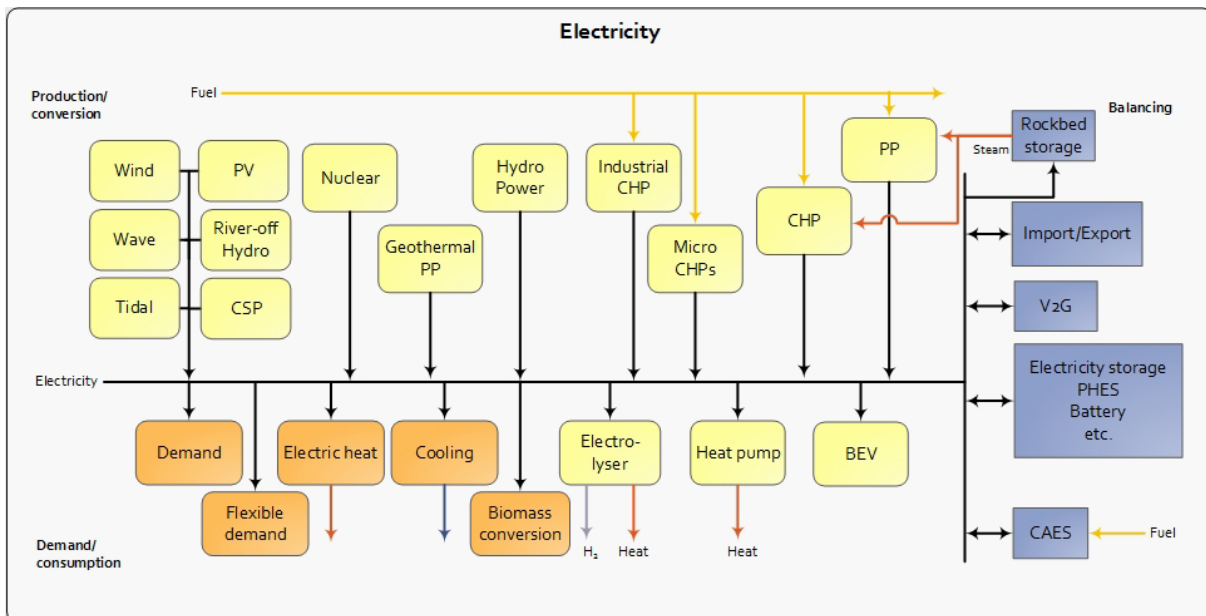 Electricity
Production/
conversion
Fuel
Balancing
Wind
PV
Nuclear
Hydro
Power
Industrial
CHP
PP
Steam
Rockbed
storage
Wave
River-off
Hydro
Geothermal
PP
Micro
CHPs
CHP
Import/Export
Tidal
CSP
V2G
Electricity
Electricity storage
PHES
Battery
etc.
Demand
Electric heat
Cooling
Electro-
lyser
Heat pump
BEV
Flexible
demand
Biomass
conversion
Demand/
consumption
H₂
Heat
Heat
CAES
Fuel